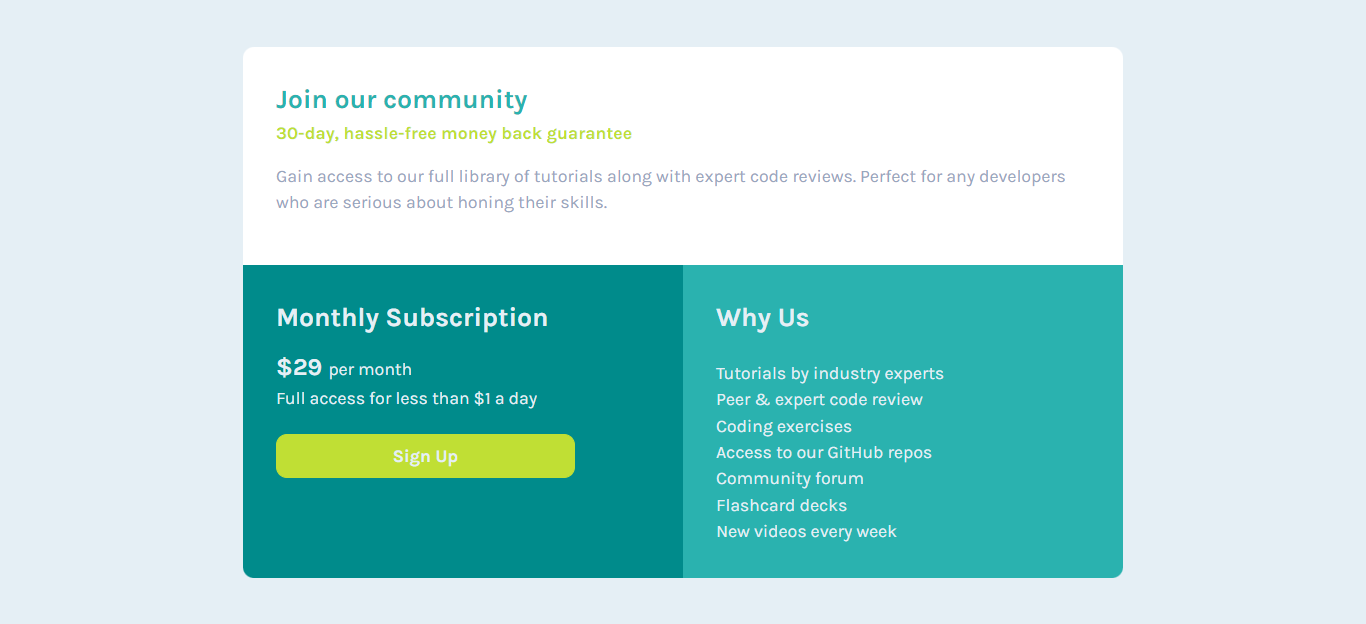 Join our community
30-day, hassle-free money back guarantee
Gain access to our full library of tutorials along with expert code reviews. Perfect for any developers
who are serious about honing their skills.
Monthly Subscription
$29 per month
Full access for less than $1 a day
Sign Up
Why Us
Tutorials by industry experts
Peer & expert code review
Coding exercises
Access to our GitHub repos
Community forum
Flashcard decks
New videos every week